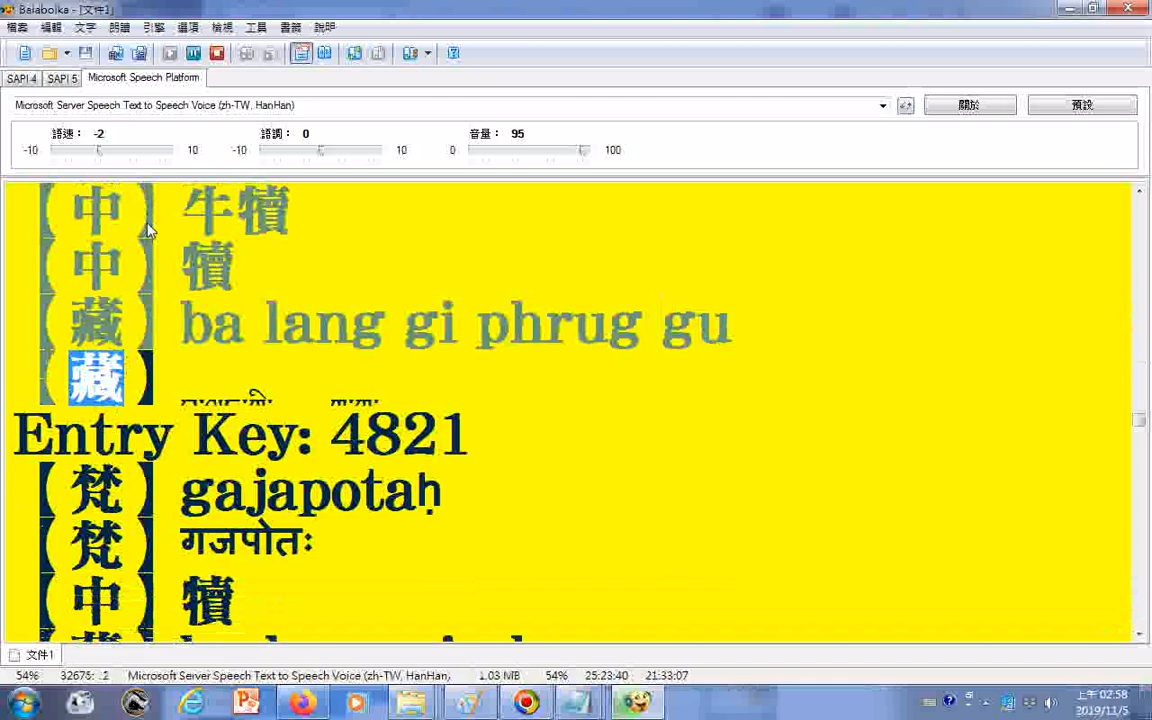 Balabolka - [文件1]
檔案 編輯 文字 朗讀 引擎 選項 檢視 工具 書籤 說明
SAPI 4 SAPI 5 Microsoft Speech Platform
Microsoft Server Speech Text to Speech Voice (zh-TW, HanHan) 關於 預設
語速： -2 語調： 0 音量： 95
-10 10 -10 10 0 100
【中】 牛犢
【中】 犢
【藏】 ba lang gi phrug gu
【藏】
Entry Key: 4821
【梵】 gajapotaḥ
【梵】 गजपोतः
【中】 犢
文件1
54% 32675: 2 Microsoft Server Speech Text to Speech Voice (zh-TW, HanHan) 1.03 MB 54% 25:23:40 21:33:07
上午 02:58
2019/11/5